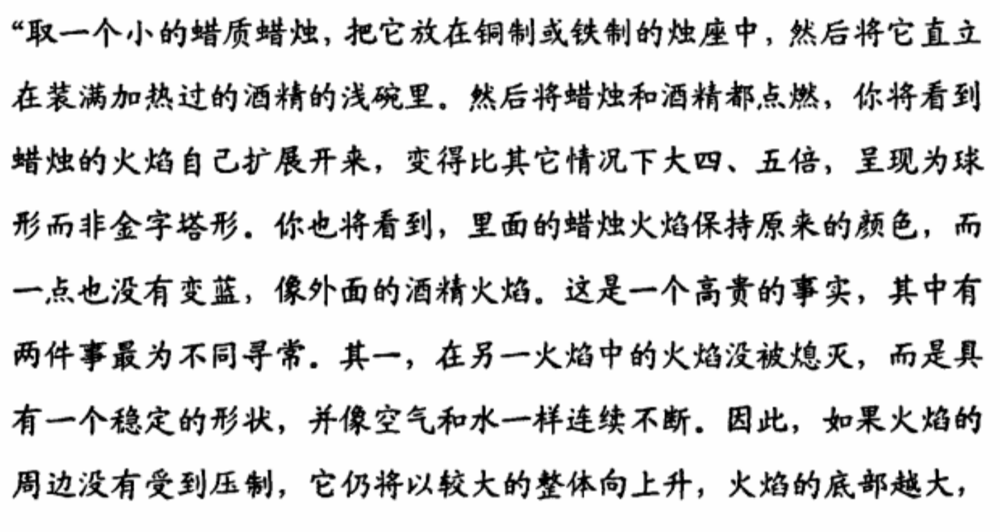 “取一个小的蜡质蜡烛，把它放在铜制或铁制的烛座中，然后将它直立
在装满加热过的酒精的浅碗里。然后将蜡烛和酒精都点燃，你将看到
蜡烛的火焰自己扩展开来，变得比其它情况下大四、五倍，呈现为球
形而非金字塔形。你也将看到，里面的蜡烛火焰保持原来的颜色，而
一点也没有变蓝，像外面的酒精火焰。这是一个高贵的事实，其中有
两件事最为不同寻常。其一，在另一火焰中的火焰没被熄灭，而是具
有一个稳定的形状，并像空气和水一样连续不断。因此，如果火焰的
周边没有受到压制，它仍将以较大的整体向上升，火焰的底部越大，